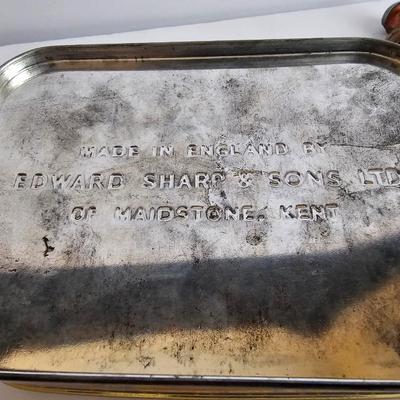 MADE IN ENGLAND BY
EDWARD SHARP & SONS LTD
OF MAIDSTONE, KENT